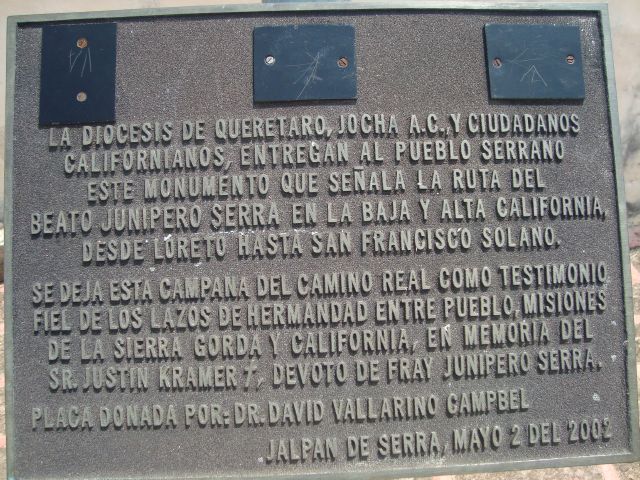 LA DIOCESIS DE QUERETARO, JOCHA A.C., Y CIUDADANOS
CALIFORNIANOS, ENTREGAN AL PUEBLO SERRANO
ESTE MONUMENTO QUE SEÑALA LA RUTA DEL
BEATO JUNIPERO SERRA EN LA BAJA Y ALTA CALIFORNIA,
DESDE LORETO HASTA SAN FRANCISCO SOLANO.
SE DEJA ESTA CAMPANA DEL CAMINO REAL COMO TESTIMONIO
FIEL DE LOS LAZOS DE HERMANDAD ENTRE PUEBLO, MISIONES
DE LA SIERRA GORDA Y CALIFORNIA, EN MEMORIA DEL
SR. JUSTIN KRAMER †, DEVOTO DE FRAY JUNIPERO SERRA.
PLACA DONADA POR:- DR. DAVID VALLARINO CAMPBEL
JALPAN DE SERRA, MAYO 2 DEL 2002